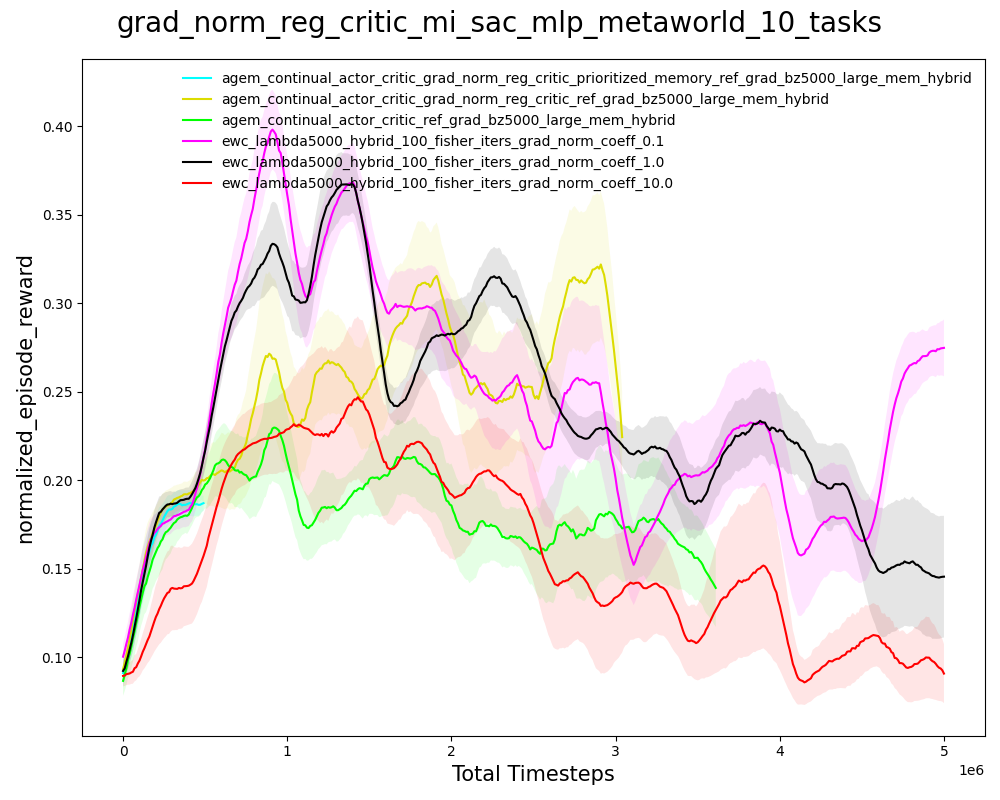 grad_norm_reg_critic_mi_sac_mlp_metaworld_10_tasks
agem_continual_actor_critic_grad_norm_reg_critic_prioritized_memory_ref_grad_bz5000_large_mem_hybrid
agem_continual_actor_critic_grad_norm_reg_critic_ref_grad_bz5000_large_mem_hybrid
agem_continual_actor_critic_ref_grad_bz5000_large_mem_hybrid
ewc_lambda5000_hybrid_100_fisher_iters_grad_norm_coeff_0.1
ewc_lambda5000_hybrid_100_fisher_iters_grad_norm_coeff_1.0
ewc_lambda5000_hybrid_100_fisher_iters_grad_norm_coeff_10.0
normalized_episode_reward
0.40
0.35
0.30
0.25
0.20
0.15
0.10
0 1 2 3 4 5
1e6
Total Timesteps